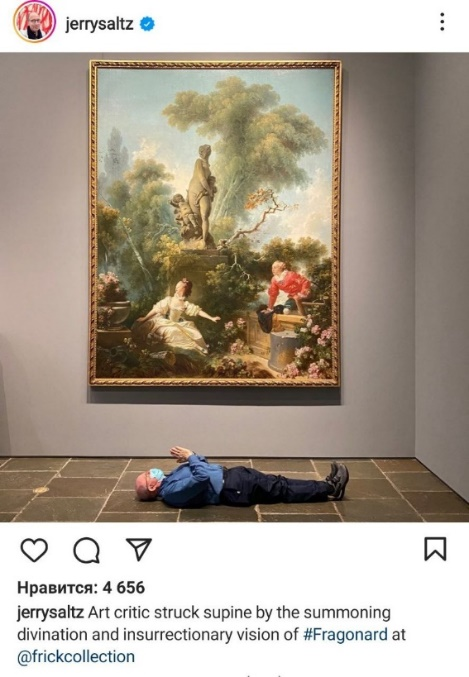 jerrysaltz
Нравится: 4 656
jerrysaltz Art critic struck supine by the summoning
divination and insurrectionary vision of #Fragonard at
@frickcollection